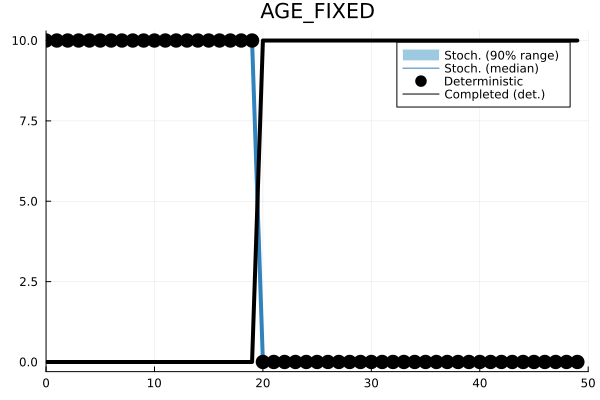 AGE_FIXED
10.0
7.5
5.0
2.5
0.0
Stoch. (90% range)
Stoch. (median)
Deterministic
Completed (det.)
0 10 20 30 40 50